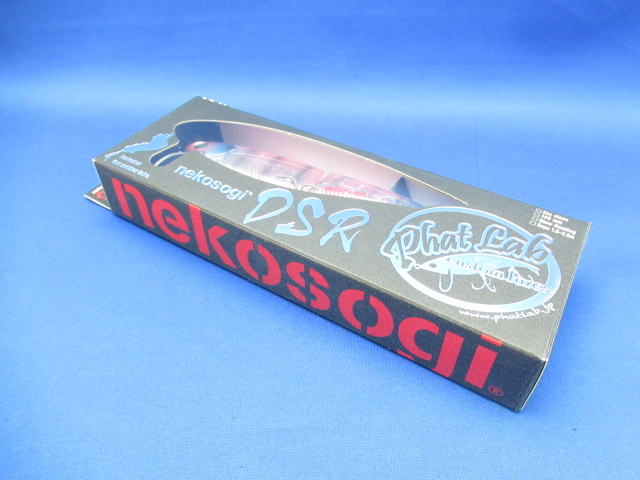 nekosogi
DSR
Phat Lab
custom lures
www.phatlab.jp
nekosogi
®